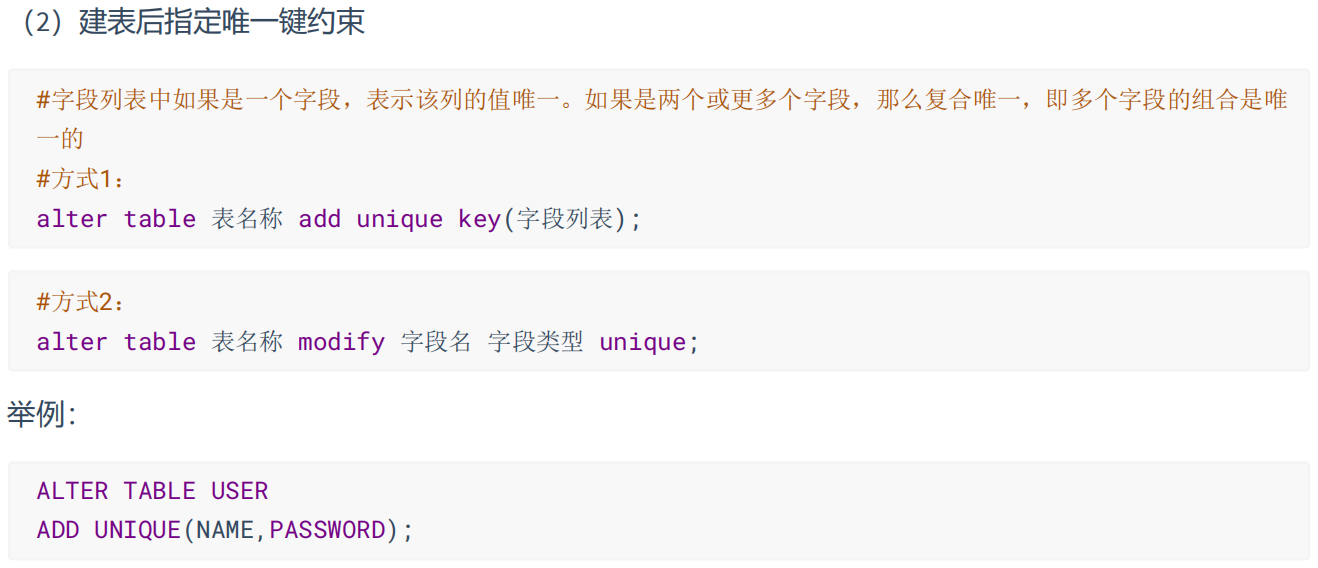 （2）建表后指定唯一键约束
#字段列表中如果是一个字段，表示该列的值唯一。如果是两个或更多个字段，那么复合唯一，即多个字段的组合是唯
一的
#方式1：
alter table 表名称 add unique key(字段列表);
#方式2：
alter table 表名称 modify 字段名 字段类型 unique;
举例：
ALTER TABLE USER
ADD UNIQUE(NAME,PASSWORD);